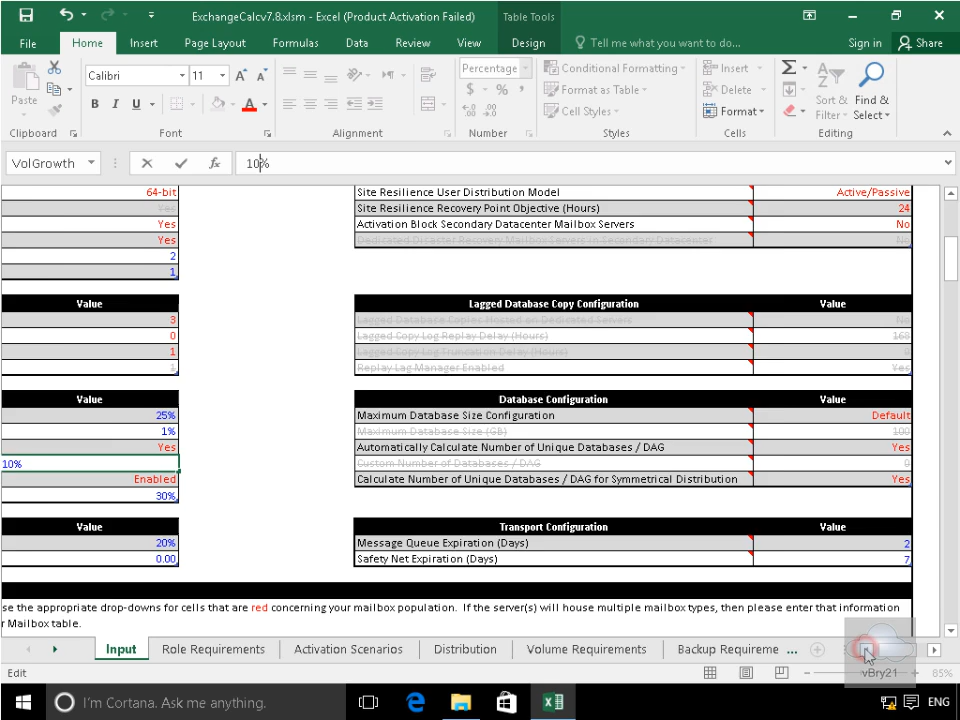 ExchangeCalcv7.8.xlsm - Excel (Product Activation Failed) Table Tools
File Home Insert Page Layout Formulas Data Review View Design Tell me what you want to do... Sign in Share
Calibri 11 Percentage Conditional Formatting Insert
Paste B I U A $ % Format as Table Delete Sort & Find &
Cell Styles Format Filter Select
Clipboard Font Alignment Number Styles Cells Editing
VolGrowth fx 10%
64-bit Site Resilience User Distribution Model Active/Passive
Yes Site Resilience Recovery Point Objective (Hours) 24
Yes Activation Block Secondary Datacenter Mailbox Servers No
Yes Dedicated Disaster Recovery Mailbox Servers in Secondary Datacenter No
2
1
Value Lagged Database Copy Configuration Value
3 Lagged Database Copies Hosted on Dedicated Servers No
0 Lagged Copy Log Replay Delay (Hours) 168
1 Lagged Copy Log Truncation Delay (Hours) 0
1 Replay Lag Manager Enabled Yes
Value Database Configuration Value
25% Maximum Database Size Configuration Default
1% Maximum Database Size (GB) 100
Yes Automatically Calculate Number of Unique Databases / DAG Yes
10% Custom Number of Databases / DAG 0
Enabled Calculate Number of Unique Databases / DAG for Symmetrical Distribution Yes
30%
Value Transport Configuration Value
20% Message Queue Expiration (Days) 2
0.00 Safety Net Expiration (Days) 7
se the appropriate drop-downs for cells that are red concerning your mailbox population. If the server(s) will house multiple mailbox types, then please enter that information
r Mailbox table.
Input Role Requirements Activation Scenarios Distribution Volume Requirements Backup Requireme ...
Edit vBry21 85%
I'm Cortana. Ask me anything. ENG